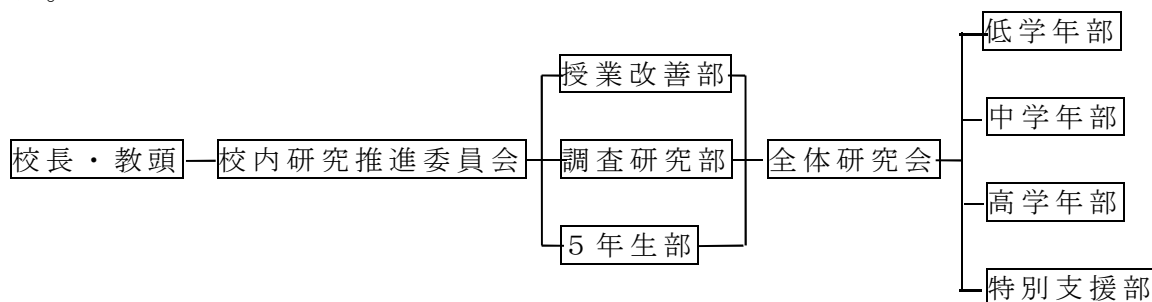 。
低学年部
授業改善部
中学年部
校長・教頭
校内研究推進委員会
調査研究部
全体研究会
高学年部
５年生部
特別支援部